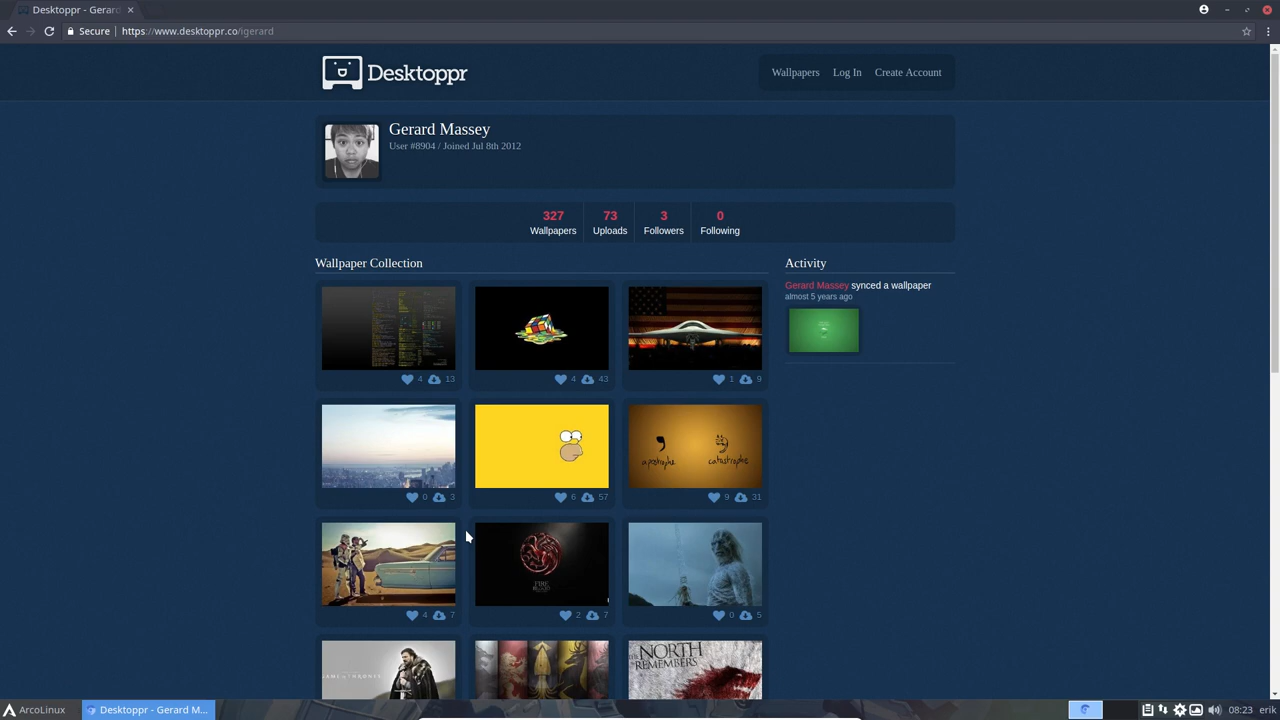 Desktoppr - Gerard
Secure | https://www.desktoppr.co/igerard
Desktoppr
Wallpapers Log In Create Account
Gerard Massey
User #8904 / Joined Jul 8th 2012
327 73 3 0
Wallpapers Uploads Followers Following
Wallpaper Collection
Activity
Gerard Massey synced a wallpaper
almost 5 years ago
4 13 4 43 1 9
apostrophe catastrophe
0 3 6 57 9 31
FIRE
BLOOD
4 7 2 7 0 5
GAME OF THRONES
THE NORTH
REMEMBERS
ArcoLinux Desktoppr - Gerard M... 08:23 erik